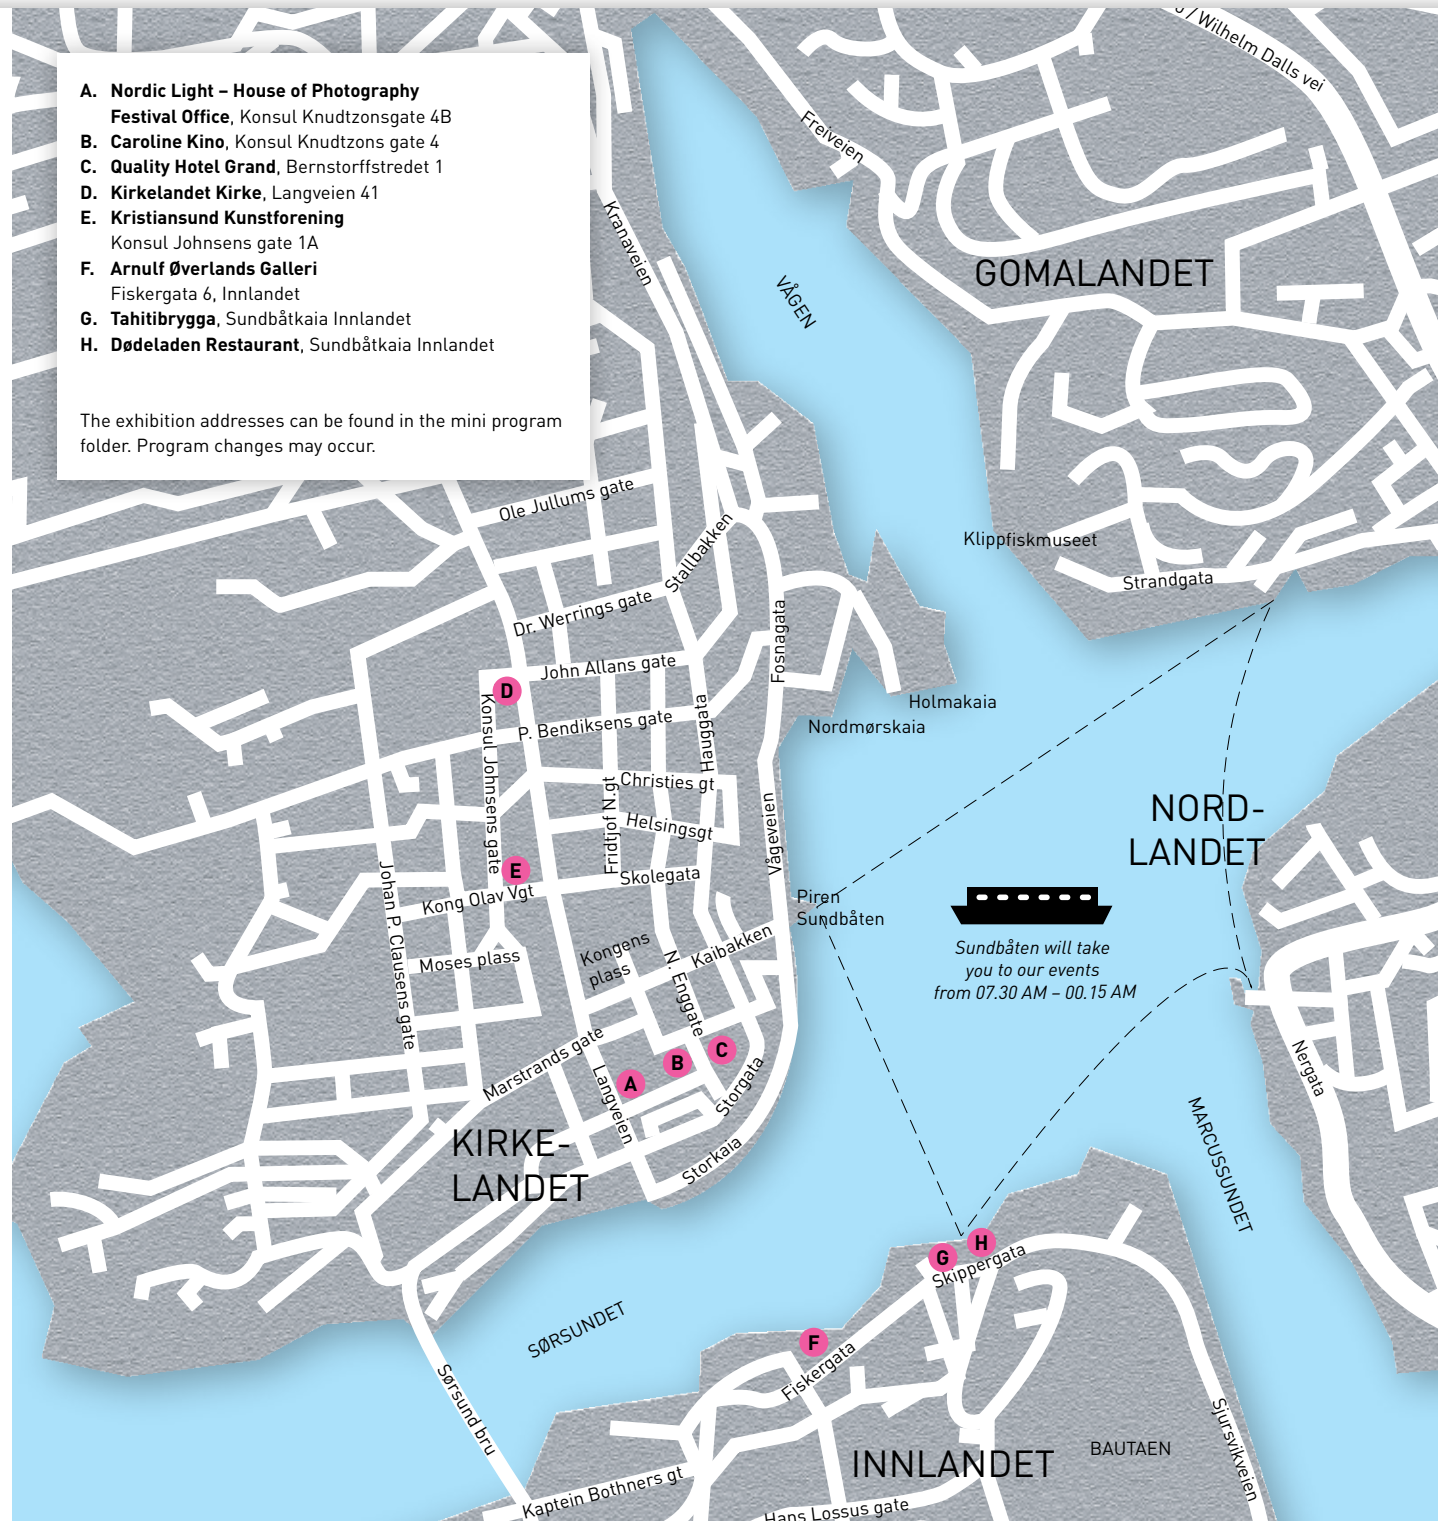 A. Nordic Light – House of Photography
Festival Office, Konsul Knudtzonsgate 4B
B. Caroline Kino, Konsul Knudtzons gate 4
C. Quality Hotel Grand, Bernstorffstredet 1
D. Kirkelandet Kirke, Langveien 41
E. Kristiansund Kunstforening
Konsul Johnsens gate 1A
F. Arnulf Øverlands Galleri
Fiskergata 6, Innlandet
G. Tahitibrygga, Sundbåtkaia Innlandet
H. Dødeladen Restaurant, Sundbåtkaia Innlandet
The exhibition addresses can be found in the mini program
folder. Program changes may occur.
/ Wilhelm Dalls vei
Freiveien
Kranaveien
VÅGEN
GOMALANDET
Ole Jullums gate
Stallbakken
Klippfiskmuseet
Strandgata
Dr. Werrings gate
Fosnagata
John Allans gate
D
Konsul Johnsens gate
P. Bendiksens gate
Hauggata
Holmakaia
Nordmørskaia
Christies gt
Fridtjof N.gt
Helsingsgt
Vågeveien
NORD-
LANDET
E
Skolegata
Kong Olav Vgt
Johan P. Clausens gate
Piren
Sundbåten
Kongens
plass
N. Enggate
Kaibakken
Moses plass
Sundbåten will take
you to our events
from 07.30 AM – 00.15 AM
Marstrands gate
Langveien
A
B
C
Storgata
Storkaia
Nergata
MARCUSSUNDET
KIRKE-
LANDET
G
H
Skippergata
SØRSUNDET
F
Fiskergata
Sørsund bru
Sjursvikveien
INNLANDET
BAUTAEN
Kaptein Bothners gt
Hans Lossus gate